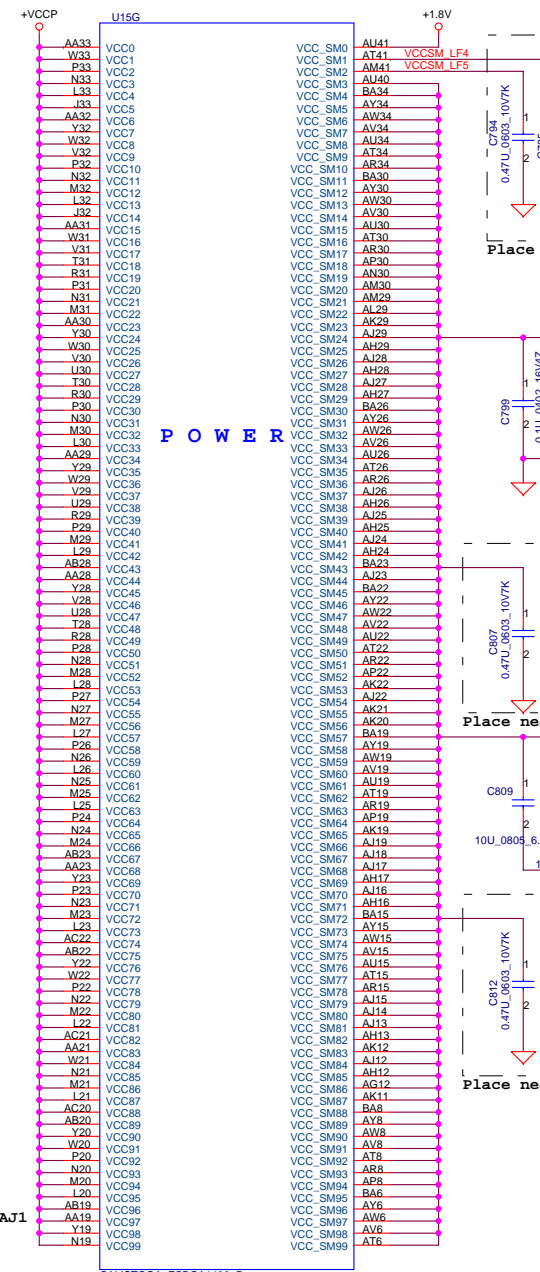 +VCCP U15G +1.8V
AA33 VCC0 VCC_SM0 AU41
W33 VCC1 VCC_SM1 AT41 VCCSM_LF4
P33 VCC2 VCC_SM2 AM41 VCCSM_LF5
N33 VCC3 VCC_SM3 AU40
L33 VCC4 VCC_SM4 BA34
J33 VCC5 VCC_SM5 AY34
AA32 VCC6 VCC_SM6 AW34
Y32 VCC7 VCC_SM7 AV34
W32 VCC8 VCC_SM8 AU34
V32 VCC9 VCC_SM9 AT34
P32 VCC10 VCC_SM10 AR34
N32 VCC11 VCC_SM11 BA30
M32 VCC12 VCC_SM12 AY30
L32 VCC13 VCC_SM13 AW30
J32 VCC14 VCC_SM14 AV30
AA31 VCC15 VCC_SM15 AU30
W31 VCC16 VCC_SM16 AT30
V31 VCC17 VCC_SM17 AR30
T31 VCC18 VCC_SM18 AP30
R31 VCC19 VCC_SM19 AN30
P31 VCC20 VCC_SM20 AM30
N31 VCC21 VCC_SM21 AM29
M31 VCC22 VCC_SM22 AL29
AA30 VCC23 VCC_SM23 AK29
Y30 VCC24 VCC_SM24 AJ29
W30 VCC25 VCC_SM25 AH29
V30 VCC26 VCC_SM26 AJ28
U30 VCC27 VCC_SM27 AH28
T30 VCC28 VCC_SM28 AJ27
R30 VCC29 VCC_SM29 AH27
P30 VCC30 VCC_SM30 BA26
N30 VCC31 VCC_SM31 AY26
M30 VCC32 VCC_SM32 AW26
L30 VCC33 VCC_SM33 AV26
AA29 VCC34 VCC_SM34 AU26
Y29 VCC35 VCC_SM35 AT26
W29 VCC36 VCC_SM36 AR26
V29 VCC37 VCC_SM37 AJ26
U29 VCC38 VCC_SM38 AH26
R29 VCC39 VCC_SM39 AJ25
P29 VCC40 VCC_SM40 AH25
M29 VCC41 VCC_SM41 AJ24
L29 VCC42 VCC_SM42 AH24
AB28 VCC43 VCC_SM43 BA23
AA28 VCC44 VCC_SM44 AJ23
Y28 VCC45 VCC_SM45 BA22
V28 VCC46 VCC_SM46 AY22
U28 VCC47 VCC_SM47 AW22
T28 VCC48 VCC_SM48 AV22
R28 VCC49 VCC_SM49 AU22
P28 VCC50 VCC_SM50 AT22
N28 VCC51 VCC_SM51 AR22
M28 VCC52 VCC_SM52 AP22
L28 VCC53 VCC_SM53 AK22
P27 VCC54 VCC_SM54 AJ22
N27 VCC55 VCC_SM55 AK21
M27 VCC56 VCC_SM56 AK20
L27 VCC57 VCC_SM57 BA19
P26 VCC58 VCC_SM58 AY19
N26 VCC59 VCC_SM59 AW19
L26 VCC60 VCC_SM60 AV19
N25 VCC61 VCC_SM61 AU19
M25 VCC62 VCC_SM62 AT19
L25 VCC63 VCC_SM63 AR19
P24 VCC64 VCC_SM64 AP19
N24 VCC65 VCC_SM65 AK19
M24 VCC66 VCC_SM66 AJ19
AB23 VCC67 VCC_SM67 AJ18
AA23 VCC68 VCC_SM68 AJ17
Y23 VCC69 VCC_SM69 AH17
P23 VCC70 VCC_SM70 AJ16
N23 VCC71 VCC_SM71 AH16
M23 VCC72 VCC_SM72 BA15
L23 VCC73 VCC_SM73 AY15
AC22 VCC74 VCC_SM74 AW15
AB22 VCC75 VCC_SM75 AV15
Y22 VCC76 VCC_SM76 AU15
W22 VCC77 VCC_SM77 AT15
P22 VCC78 VCC_SM78 AR15
N22 VCC79 VCC_SM79 AJ15
M22 VCC80 VCC_SM80 AJ14
L22 VCC81 VCC_SM81 AJ13
AC21 VCC82 VCC_SM82 AH13
AA21 VCC83 VCC_SM83 AK12
W21 VCC84 VCC_SM84 AJ12
N21 VCC85 VCC_SM85 AH12
M21 VCC86 VCC_SM86 AG12
L21 VCC87 VCC_SM87 AK11
AC20 VCC88 VCC_SM88 BA8
AB20 VCC89 VCC_SM89 AY8
Y20 VCC90 VCC_SM90 AW8
W20 VCC91 VCC_SM91 AV8
P20 VCC92 VCC_SM92 AT8
N20 VCC93 VCC_SM93 AR8
M20 VCC94 VCC_SM94 AP8
L20 VCC95 VCC_SM95 BA6
AB19 VCC96 VCC_SM96 AY6
AA19 VCC97 VCC_SM97 AW6
Y19 VCC98 VCC_SM98 AV6
N19 VCC99 VCC_SM99 AT6
P O W E R
AJ1
C794
0.47U_0603_10V7K
1
2
Place
C799
1
2
C807
0.47U_0603_10V7K
1
2
Place ne
C809
1
2
10U_0805_6.
1
C812
0.47U_0603_10V7K
1
2
Place ne